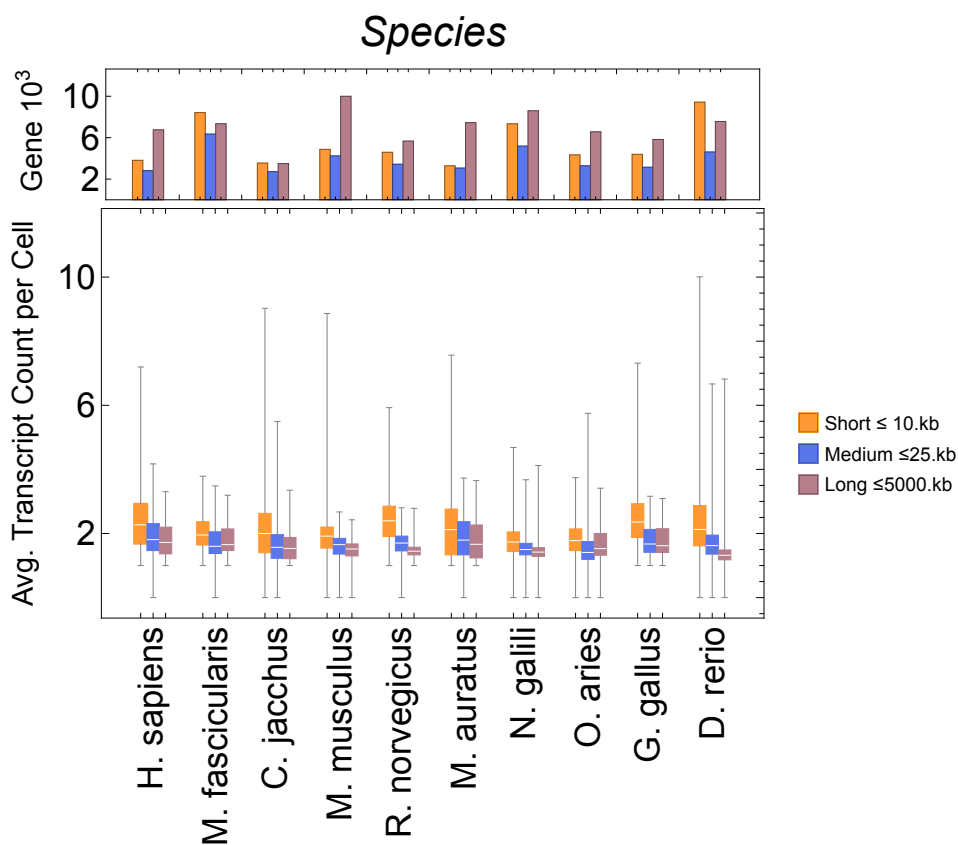 Species
Gene 10³
10
6
2
Avg. Transcript Count per Cell
10
6
2
Short ≤ 10.kb
Medium ≤25.kb
Long ≤5000.kb
H. sapiens
M. fascicularis
C. jacchus
M. musculus
R. norvegicus
M. auratus
N. galili
O. aries
G. gallus
D. rerio